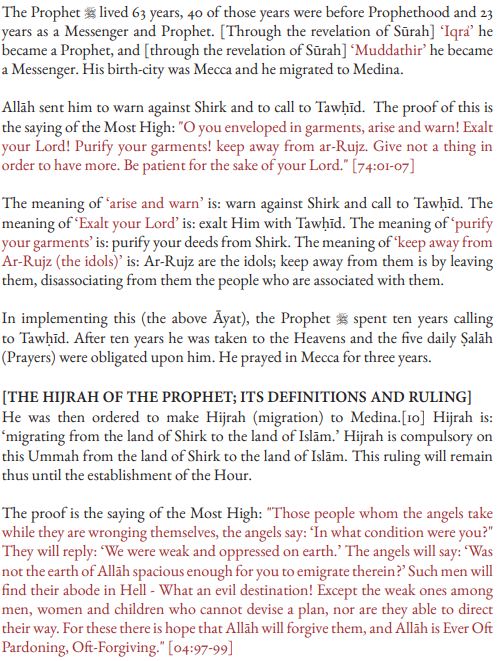 The Prophet ﷺ lived 63 years, 40 of those years were before Prophethood and 23
years as a Messenger and Prophet. [Through the revelation of Sūrah] ‘Iqra’ he
became a Prophet, and [through the revelation of Sūrah] ‘Muddathir’ he became
a Messenger. His birth-city was Mecca and he migrated to Medina.

Allāh sent him to warn against Shirk and to call to Tawḥīd. The proof of this is
the saying of the Most High: "O you enveloped in garments, arise and warn! Exalt
your Lord! Purify your garments! keep away from ar-Rujz. Give not a thing in
order to have more. Be patient for the sake of your Lord." [74:01-07]

The meaning of ‘arise and warn’ is: warn against Shirk and call to Tawḥīd. The
meaning of ‘Exalt your Lord’ is: exalt Him with Tawḥīd. The meaning of ‘purify
your garments’ is: purify your deeds from Shirk. The meaning of ‘keep away from
Ar-Rujz (the idols)’ is: Ar-Rujz are the idols; keep away from them is by leaving
them, disassociating from them the people who are associated with them.

In implementing this (the above Āyat), the Prophet ﷺ spent ten years calling
to Tawḥīd. After ten years he was taken to the Heavens and the five daily Ṣalāh
(Prayers) were obligated upon him. He prayed in Mecca for three years.

[THE HIJRAH OF THE PROPHET; ITS DEFINITIONS AND RULING]
He was then ordered to make Hijrah (migration) to Medina.[10] Hijrah is:
‘migrating from the land of Shirk to the land of Islām.’ Hijrah is compulsory on
this Ummah from the land of Shirk to the land of Islām. This ruling will remain
thus until the establishment of the Hour.

The proof is the saying of the Most High: "Those people whom the angels take
while they are wronging themselves, the angels say: ‘In what condition were you?"
They will reply: ‘We were weak and oppressed on earth.’ The angels will say: ‘Was
not the earth of Allāh spacious enough for you to emigrate therein?’ Such men will
find their abode in Hell - What an evil destination! Except the weak ones among
men, women and children who cannot devise a plan, nor are they able to direct
their way. For these there is hope that Allāh will forgive them, and Allāh is Ever Oft
Pardoning, Oft-Forgiving." [04:97-99]